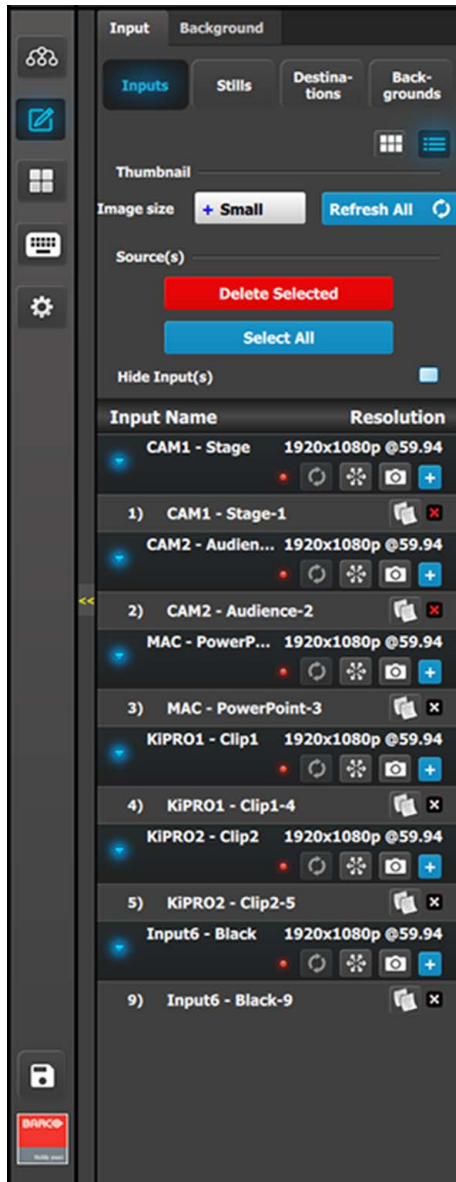 Input Background
Inputs Stills Destina-
tions Back-
grounds
Thumbnail
Image size + Small Refresh All
Source(s)
Delete Selected
Select All
Hide Input(s)
Input Name Resolution
CAM1 - Stage 1920x1080p @59.94
1) CAM1 - Stage-1
CAM2 - Audien... 1920x1080p @59.94
<<
2) CAM2 - Audience-2
MAC - PowerP... 1920x1080p @59.94
3) MAC - PowerPoint-3
KiPRO1 - Clip1 1920x1080p @59.94
4) KiPRO1 - Clip1-4
KiPRO2 - Clip2 1920x1080p @59.94
5) KiPRO2 - Clip2-5
Input6 - Black 1920x1080p @59.94
9) Input6 - Black-9
BARCO